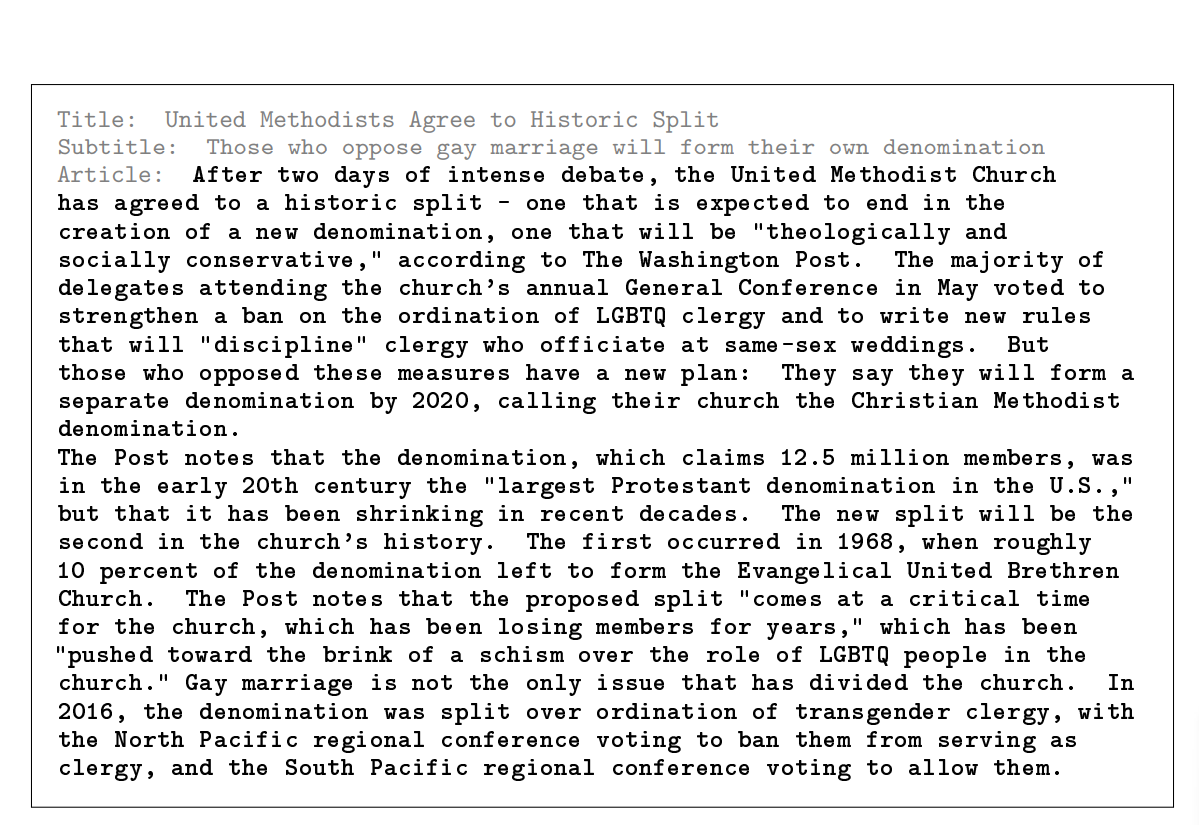 Title: United Methodists Agree to Historic Split
Subtitle: Those who oppose gay marriage will form their own denomination
Article: After two days of intense debate, the United Methodist Church
has agreed to a historic split - one that is expected to end in the
creation of a new denomination, one that will be "theologically and
socially conservative," according to The Washington Post. The majority of
delegates attending the church's annual General Conference in May voted to
strengthen a ban on the ordination of LGBTQ clergy and to write new rules
that will "discipline" clergy who officiate at same-sex weddings. But
those who opposed these measures have a new plan: They say they will form a
separate denomination by 2020, calling their church the Christian Methodist
denomination.
The Post notes that the denomination, which claims 12.5 million members, was
in the early 20th century the "largest Protestant denomination in the U.S.,"
but that it has been shrinking in recent decades. The new split will be the
second in the church's history. The first occurred in 1968, when roughly
10 percent of the denomination left to form the Evangelical United Brethren
Church. The Post notes that the proposed split "comes at a critical time
for the church, which has been losing members for years," which has been
"pushed toward the brink of a schism over the role of LGBTQ people in the
church." Gay marriage is not the only issue that has divided the church. In
2016, the denomination was split over ordination of transgender clergy, with
the North Pacific regional conference voting to ban them from serving as
clergy, and the South Pacific regional conference voting to allow them.